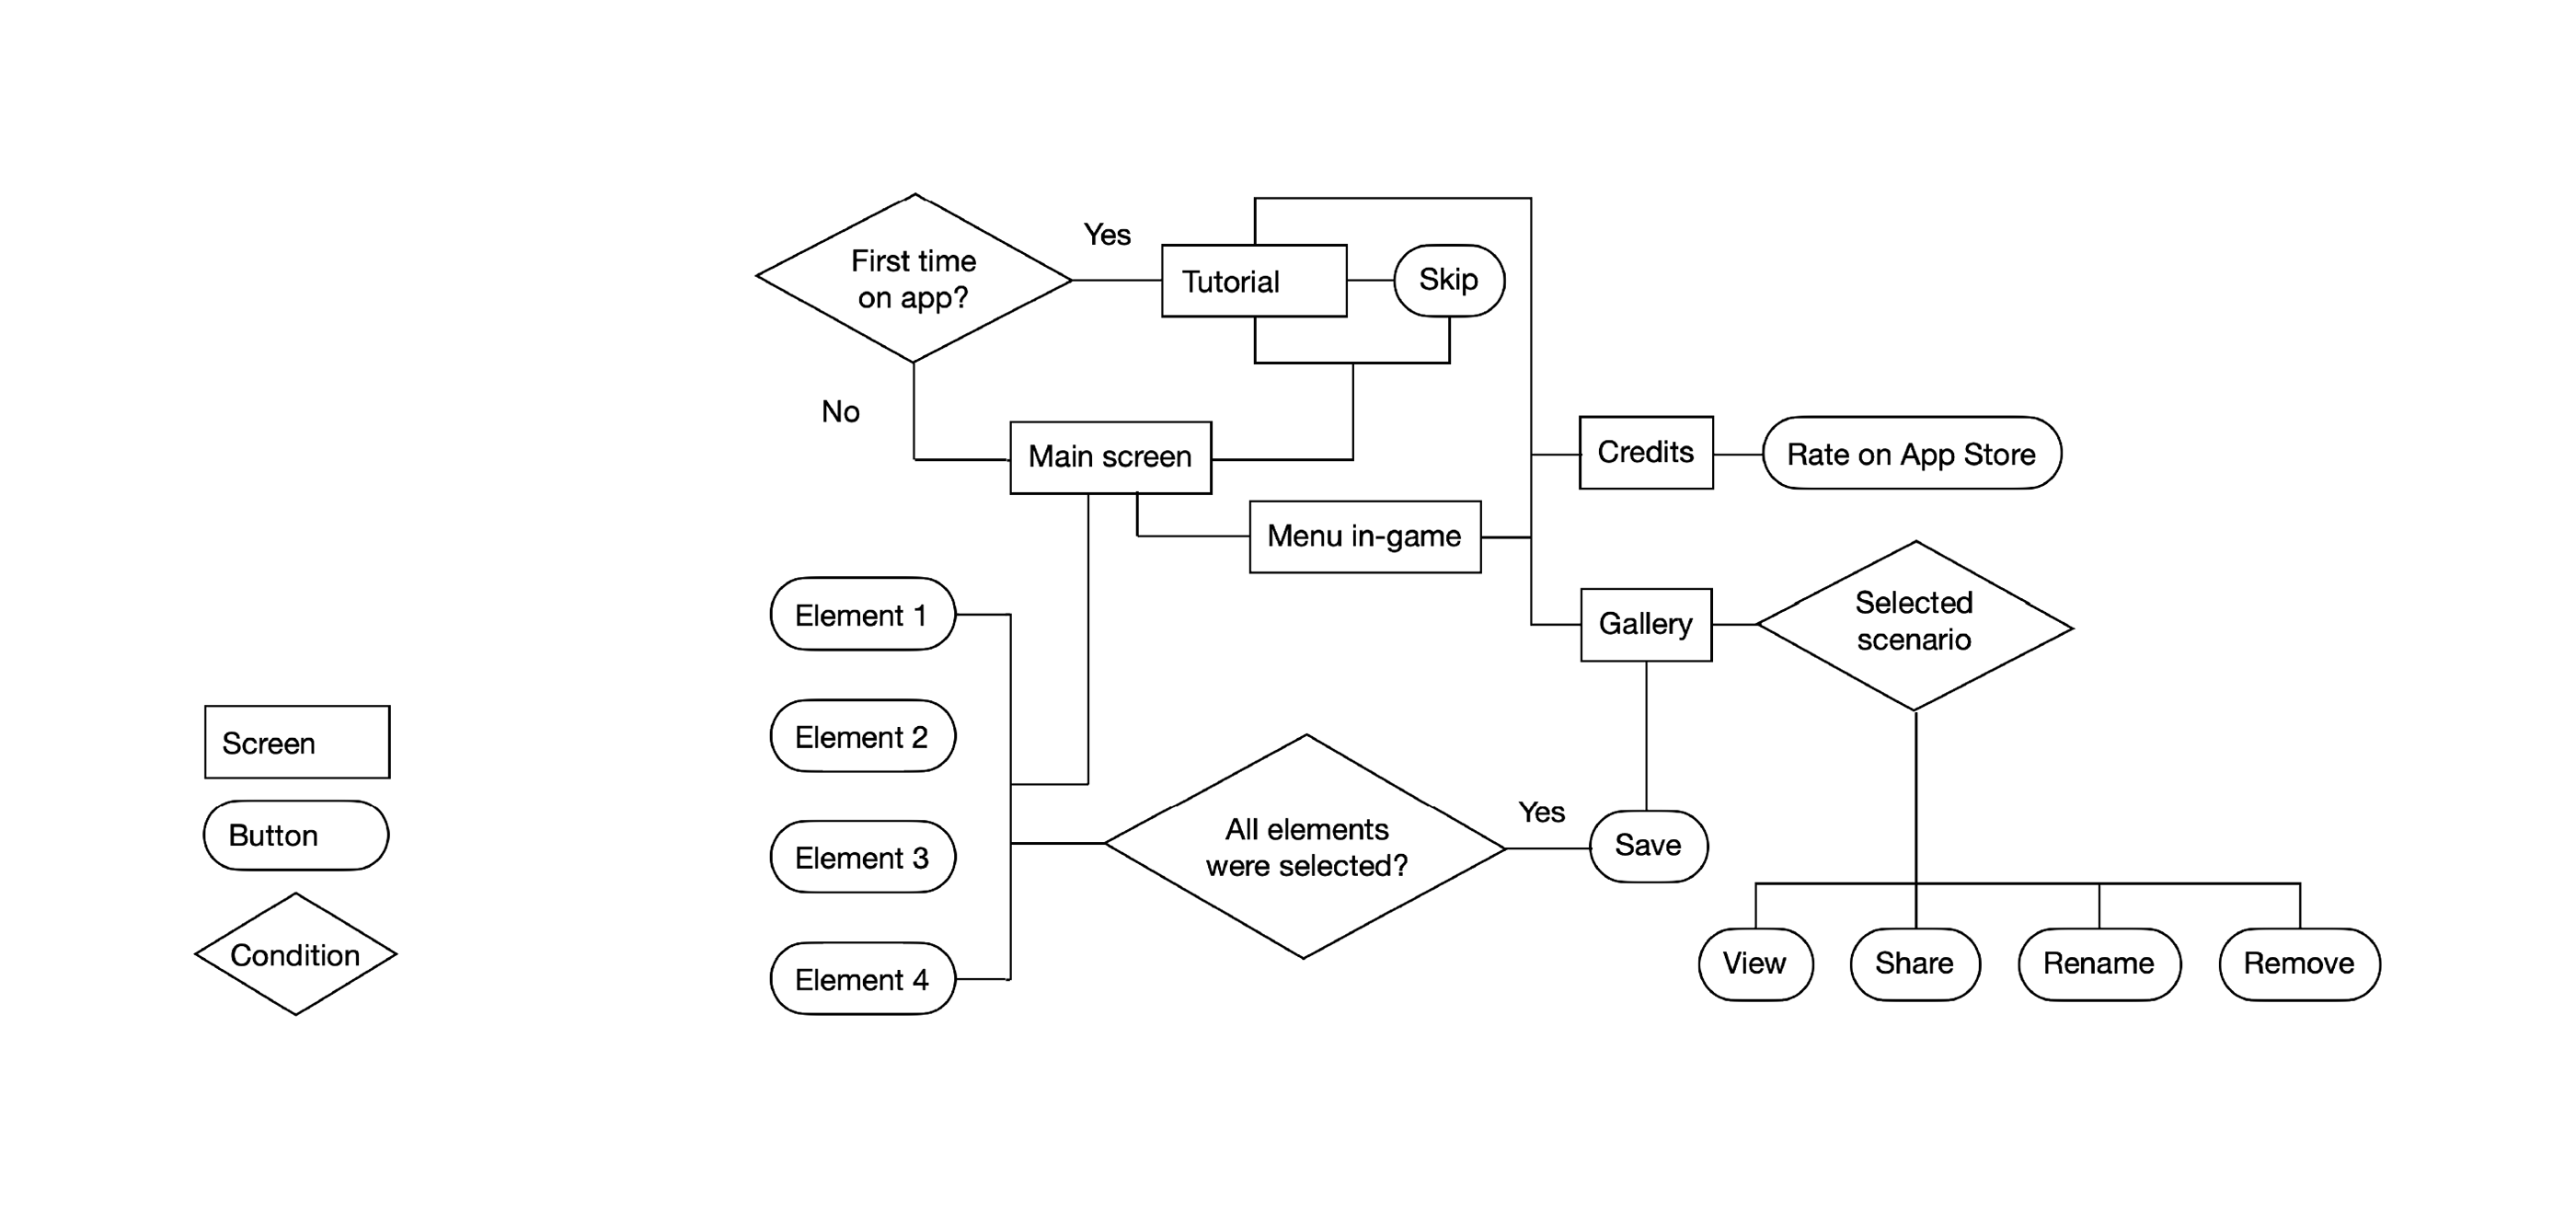 First time
on app?
Yes
Tutorial
Skip
No
Main screen
Credits
Rate on App Store
Menu in-game
Gallery
Selected
scenario
Element 1
Element 2
Element 3
Element 4
All elements
were selected?
Yes
Save
View
Share
Rename
Remove
Screen
Button
Condition